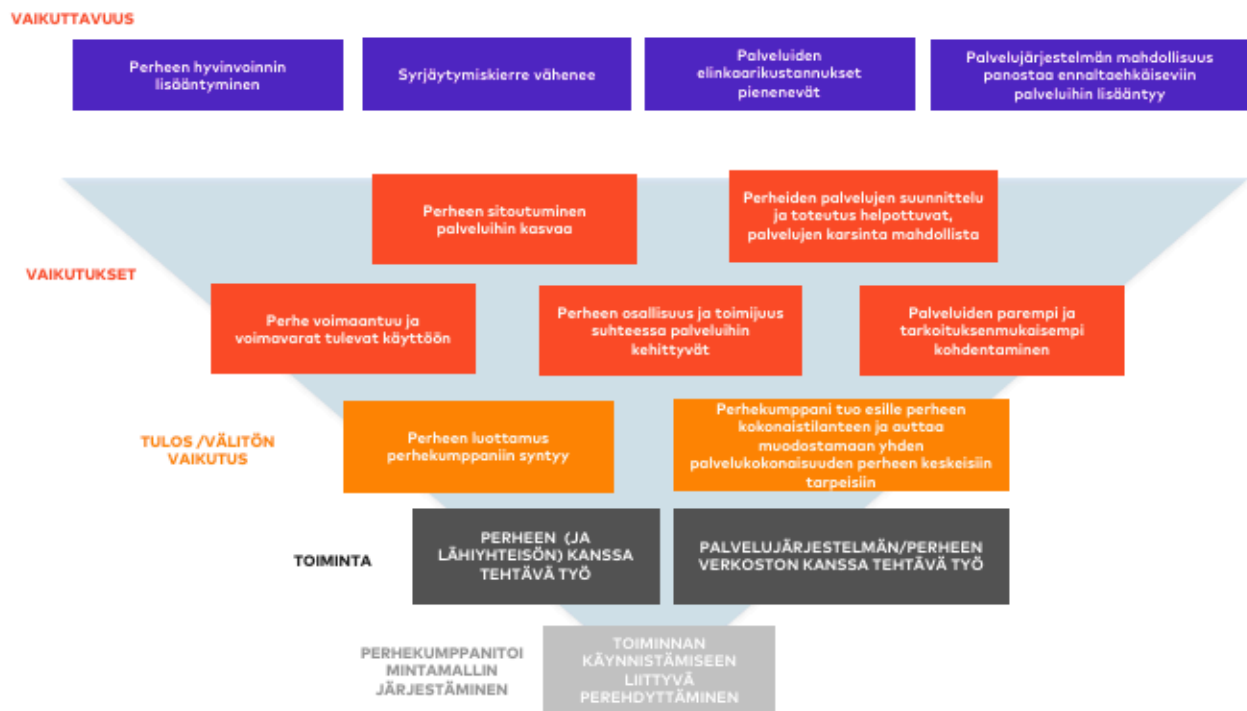 VAIKUTTAVUUS
Perheen hyvinvoinnin
lisääntyminen
Syrjäytymiskierre vähenee
Palveluiden
elinkaarikustannukset
pienenevät
Palvelujärjestelmän mahdollisuus
panostaa ennaltaehkäiseviin
palveluihin lisääntyy
Perheen sitoutuminen
palveluihin kasvaa
Perheiden palvelujen suunnittelu
ja toteutus helpottuvat,
palvelujen karsinta mahdollista
VAIKUTUKSET
Perhe voimaantuu ja
voimavarat tulevat käyttöön
Perheen osallisuus ja toimijuus
suhteessa palveluihin
kehittyvät
Palveluiden parempi ja
tarkoituksenmukaisempi
kohdentaminen
TULOS /VÄLITÖN
VAIKUTUS
Perheen luottamus
perhekumppaniin syntyy
Perhekumppani tuo esille perheen
kokonaistilanteen ja auttaa
muodostamaan yhden
palvelukokonaisuuden perheen keskeisiin
tarpeisiin
TOIMINTA
PERHEEN (JA
LÄHIYHTEISÖN) KANSSA
TEHTÄVÄ TYÖ
PALVELUJÄRJESTELMÄN/PERHEEN
VERKOSTON KANSSA TEHTÄVÄ TYÖ
PERHEKUMPPANITOI
MINTAMALLIN
JÄRJESTÄMINEN
TOIMINNAN
KÄYNNISTÄMISEEN
LIITTYVÄ
PEREHDYTTÄMINEN